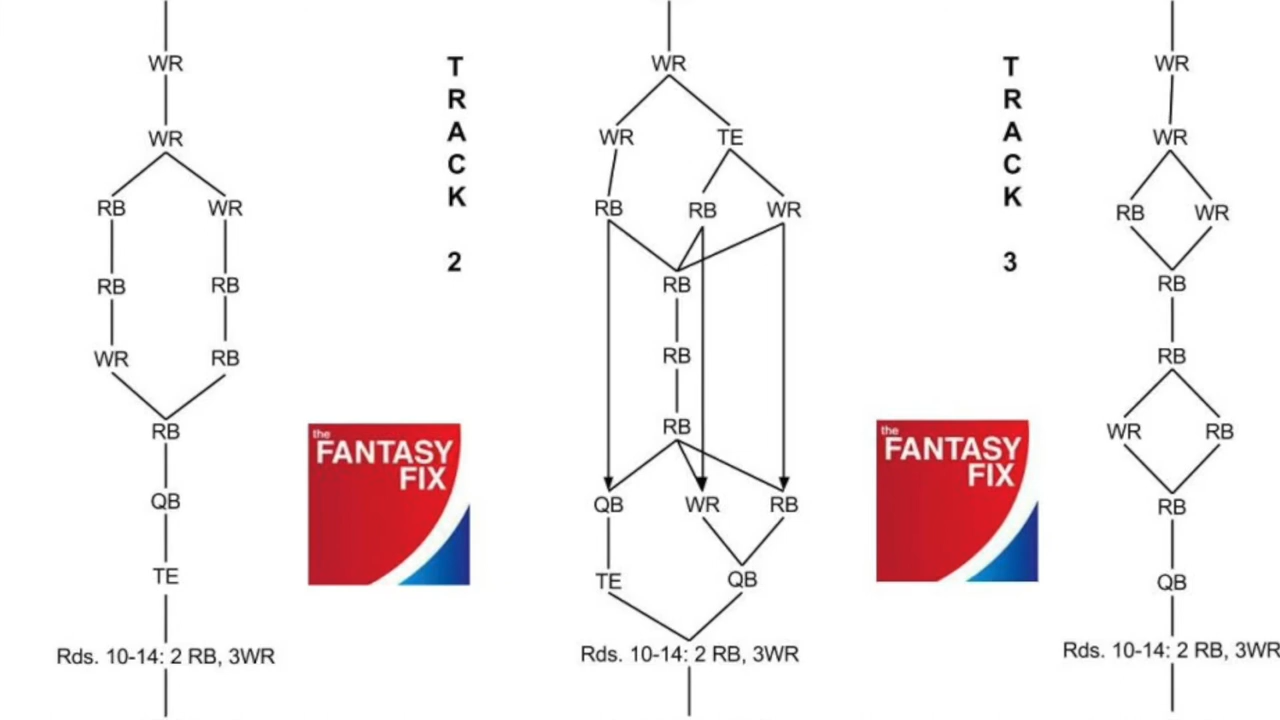 WR
WR
RB WR
RB RB
WR RB
RB
QB
TE
Rds. 10-14: 2 RB, 3WR
the
FANTASY
FIX
T
R
A
C
K
2
WR
WR TE
RB RB WR
RB
RB
RB
QB WR RB
TE QB
Rds. 10-14: 2 RB, 3WR
the
FANTASY
FIX
T
R
A
C
K
3
WR
WR
RB WR
RB
RB
WR RB
RB
QB
Rds. 10-14: 2 RB, 3WR